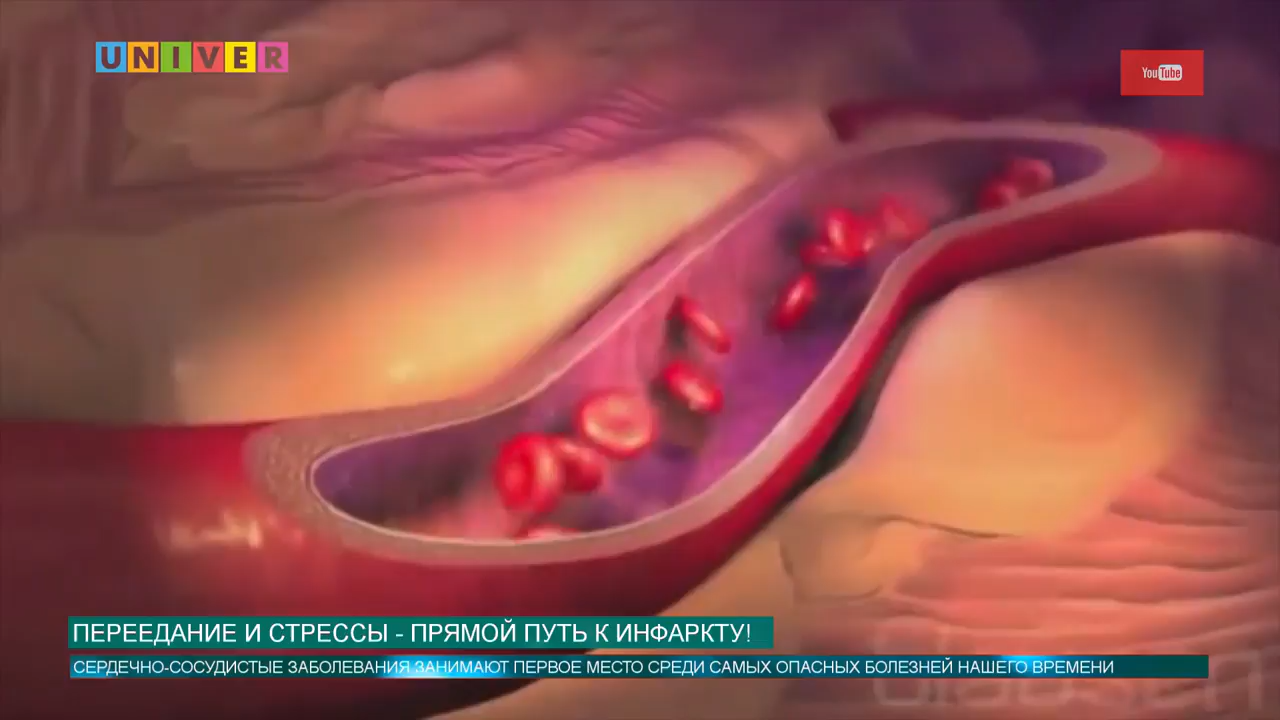 UNIVER
YouTube
ПЕРЕЕДАНИЕ И СТРЕССЫ - ПРЯМОЙ ПУТЬ К ИНФАРКТУ!
СЕРДЕЧНО-СОСУДИСТЫЕ ЗАБОЛЕВАНИЯ ЗАНИМАЮТ ПЕРВОЕ МЕСТО СРЕДИ САМЫХ ОПАСНЫХ БОЛЕЗНЕЙ НАШЕГО ВРЕМЕНИ